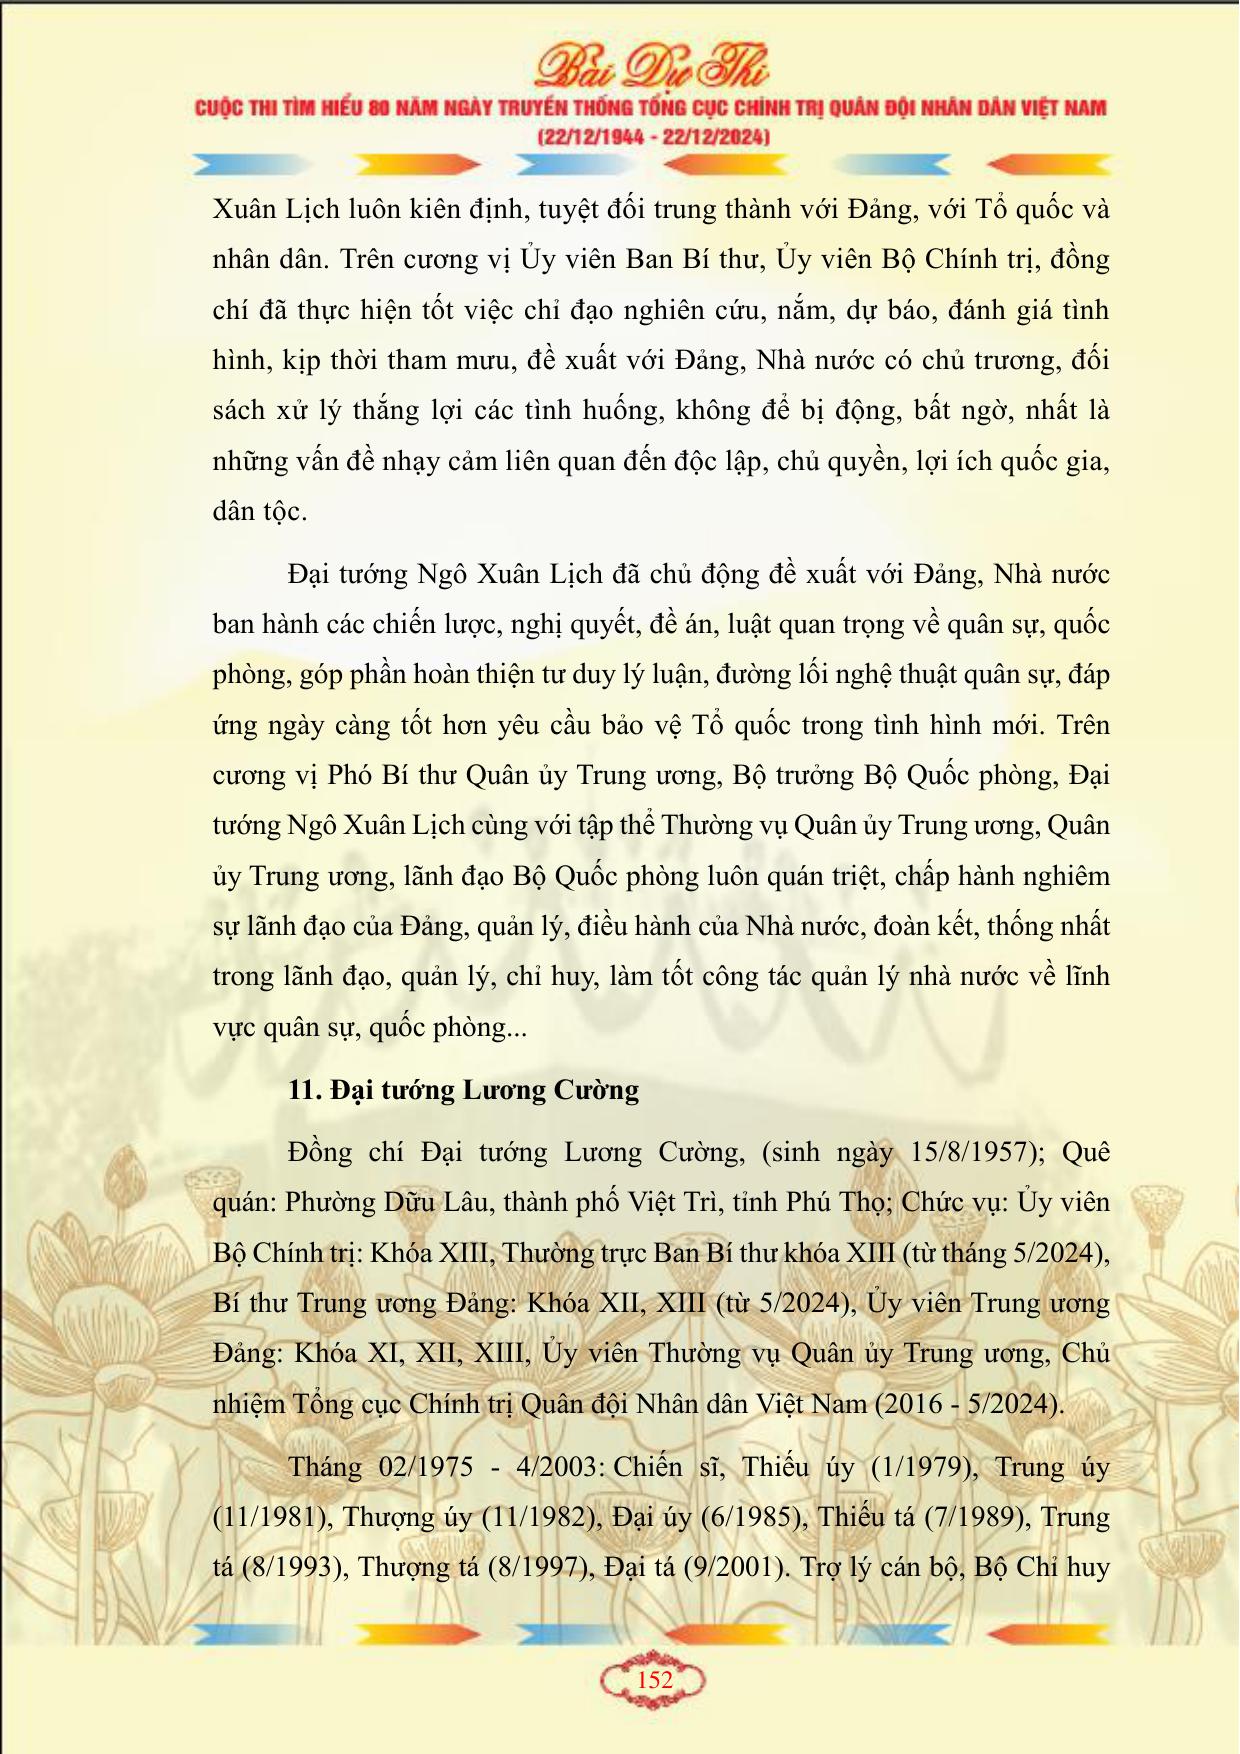 Bài Dự Thi
CUỘC THI TÌM HIỂU 80 NĂM NGÀY TRUYỀN THỐNG TỔNG CỤC CHÍNH TRỊ QUÂN ĐỘI NHÂN DÂN VIỆT NAM
(22/12/1944 - 22/12/2024)
Xuân Lịch luôn kiên định, tuyệt đối trung thành với Đảng, với Tổ quốc và
nhân dân. Trên cương vị Ủy viên Ban Bí thư, Ủy viên Bộ Chính trị, đồng
chí đã thực hiện tốt việc chỉ đạo nghiên cứu, nắm, dự báo, đánh giá tình
hình, kịp thời tham mưu, đề xuất với Đảng, Nhà nước có chủ trương, đối
sách xử lý thắng lợi các tình huống, không để bị động, bất ngờ, nhất là
những vấn đề nhạy cảm liên quan đến độc lập, chủ quyền, lợi ích quốc gia,
dân tộc.
Đại tướng Ngô Xuân Lịch đã chủ động đề xuất với Đảng, Nhà nước
ban hành các chiến lược, nghị quyết, đề án, luật quan trọng về quân sự, quốc
phòng, góp phần hoàn thiện tư duy lý luận, đường lối nghệ thuật quân sự, đáp
ứng ngày càng tốt hơn yêu cầu bảo vệ Tổ quốc trong tình hình mới. Trên
cương vị Phó Bí thư Quân ủy Trung ương, Bộ trưởng Bộ Quốc phòng, Đại
tướng Ngô Xuân Lịch cùng với tập thể Thường vụ Quân ủy Trung ương, Quân
ủy Trung ương, lãnh đạo Bộ Quốc phòng luôn quán triệt, chấp hành nghiêm
sự lãnh đạo của Đảng, quản lý, điều hành của Nhà nước, đoàn kết, thống nhất
trong lãnh đạo, quản lý, chỉ huy, làm tốt công tác quản lý nhà nước về lĩnh
vực quân sự, quốc phòng...
11. Đại tướng Lương Cường
Đồng chí Đại tướng Lương Cường, (sinh ngày 15/8/1957); Quê
quán: Phường Dữu Lâu, thành phố Việt Trì, tỉnh Phú Thọ; Chức vụ: Ủy viên
Bộ Chính trị: Khóa XIII, Thường trực Ban Bí thư khóa XIII (từ tháng 5/2024),
Bí thư Trung ương Đảng: Khóa XII, XIII (từ 5/2024), Ủy viên Trung ương
Đảng: Khóa XI, XII, XIII, Ủy viên Thường vụ Quân ủy Trung ương, Chủ
nhiệm Tổng cục Chính trị Quân đội Nhân dân Việt Nam (2016 - 5/2024).
Tháng 02/1975 - 4/2003: Chiến sĩ, Thiếu úy (1/1979), Trung úy
(11/1981), Thượng úy (11/1982), Đại úy (6/1985), Thiếu tá (7/1989), Trung
tá (8/1993), Thượng tá (8/1997), Đại tá (9/2001). Trợ lý cán bộ, Bộ Chỉ huy
152